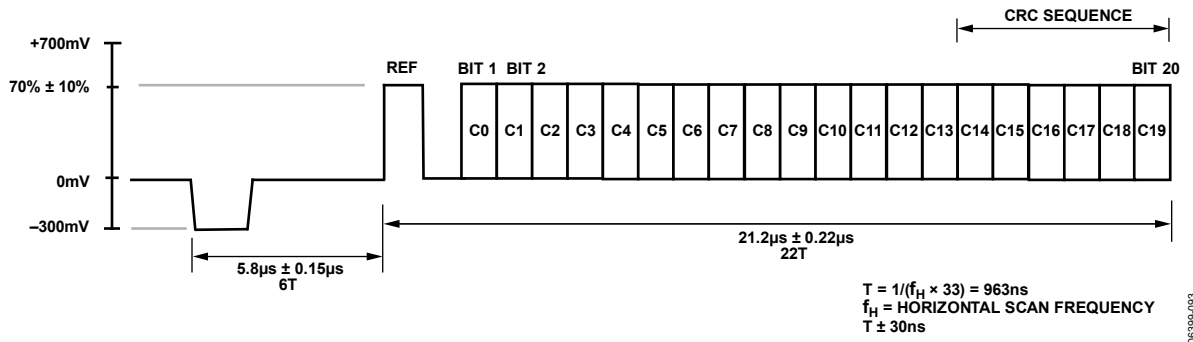 CRC SEQUENCE
+700mV
REF
BIT 1 BIT 2
BIT 20
70% ± 10%
C0 C1 C2 C3 C4 C5 C6 C7 C8 C9 C10 C11 C12 C13 C14 C15 C16 C17 C18 C19
0mV
–300mV
21.2µs ± 0.22µs
22T
5.8µs ± 0.15µs
6T
T = 1/(fH × 33) = 963ns
fH = HORIZONTAL SCAN FREQUENCY
T ± 30ns
06399-093